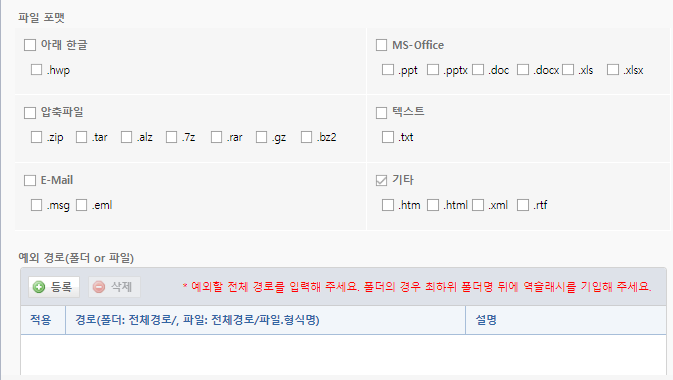 파일 포맷
아래 한글
MS-Office
.hwp
.ppt .pptx .doc .docx .xls .xlsx
압축파일
텍스트
.zip .tar .alz .7z .rar .gz .bz2
.txt
E-Mail
기타
.msg .eml
.htm .html .xml .rtf
예외 경로(폴더 or 파일)
등록 삭제 * 예외할 전체 경로를 입력해 주세요. 폴더의 경우 최하위 폴더명 뒤에 역슬래시를 기입해 주세요.
적용 경로(폴더: 전체경로/, 파일: 전체경로/파일.형식명) 설명